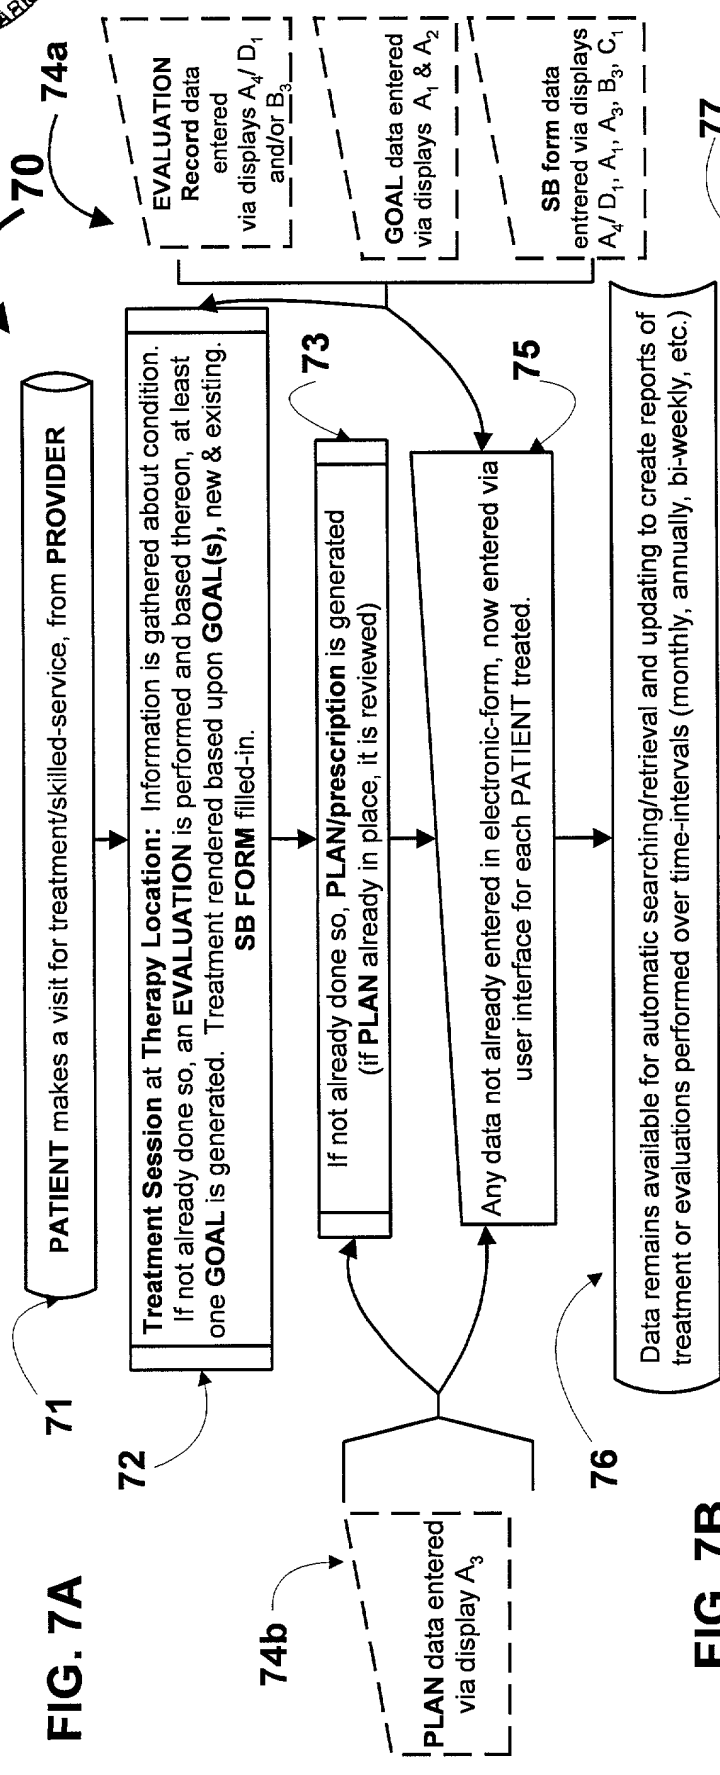 FIG. 7A
70
71
PATIENT makes a visit for treatment/skilled-service, from PROVIDER
74a
72
Treatment Session at Therapy Location: Information is gathered about condition.
If not already done so, an EVALUATION is performed and based thereon, at least
one GOAL is generated. Treatment rendered based upon GOAL(s), new & existing.
SB FORM filled-in.
EVALUATION
Record data
entered
via displays A4/ D1
and/or B3
73
If not already done so, PLAN/prescription is generated
(if PLAN already in place, it is reviewed)
GOAL data entered
via displays A1 & A2
74b
PLAN data entered
via display A3
75
Any data not already entered in electronic-form, now entered via
user interface for each PATIENT treated.
SB form data
entrered via displays
A4/ D1, A1, A3, B3, C1
76
Data remains available for automatic searching/retrieval and updating to create reports of
treatment or evaluations performed over time-intervals (monthly, annually, bi-weekly, etc.)
FIG. 7B
77